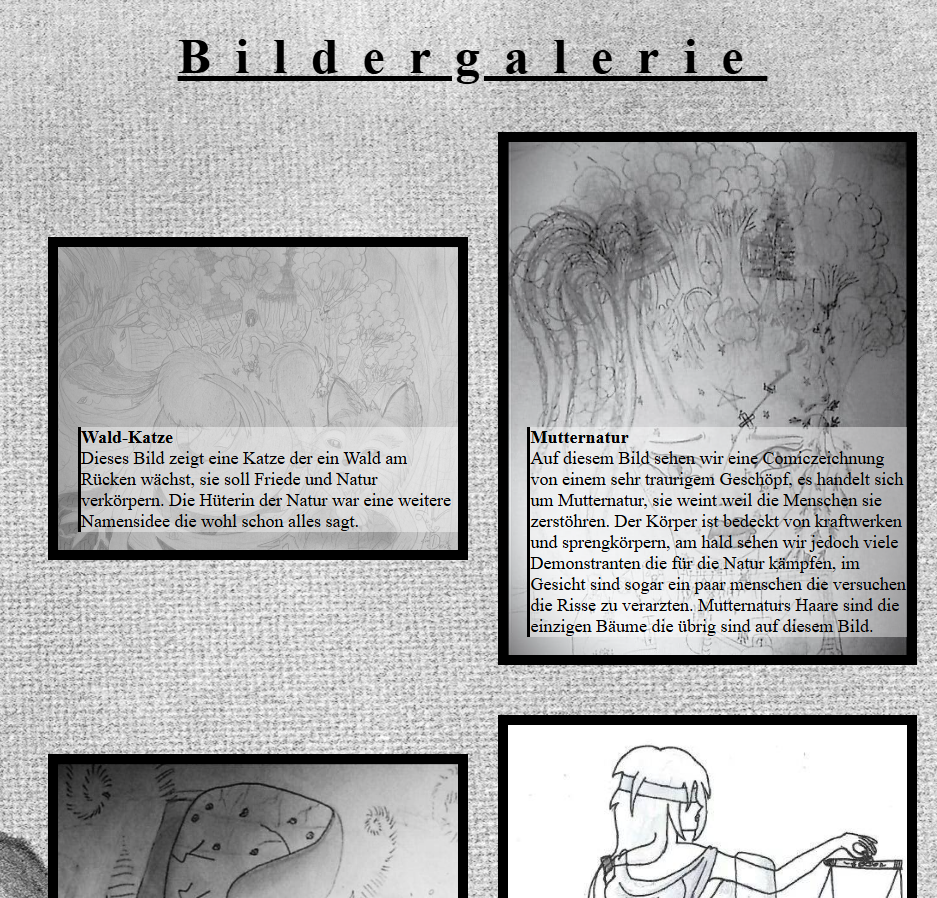 Bildergalerie
Wald-Katze
Dieses Bild zeigt eine Katze der ein Wald am
Rücken wächst, sie soll Friede und Natur
verkörpern. Die Hüterin der Natur war eine weitere
Namensidee die wohl schon alles sagt.
Mutternatur
Auf diesem Bild sehen wir eine Comiczeichnung
von einem sehr traurigem Geschöpf, es handelt sich
um Mutternatur, sie weint weil die Menschen sie
zerstöhren. Der Körper ist bedeckt von kraftwerken
und sprengkörpern, am hald sehen wir jedoch viele
Demonstranten die für die Natur kämpfen, im
Gesicht sind sogar ein paar menschen die versuchen
die Risse zu verarzten. Mutternaturs Haare sind die
einzigen Bäume die übrig sind auf diesem Bild.